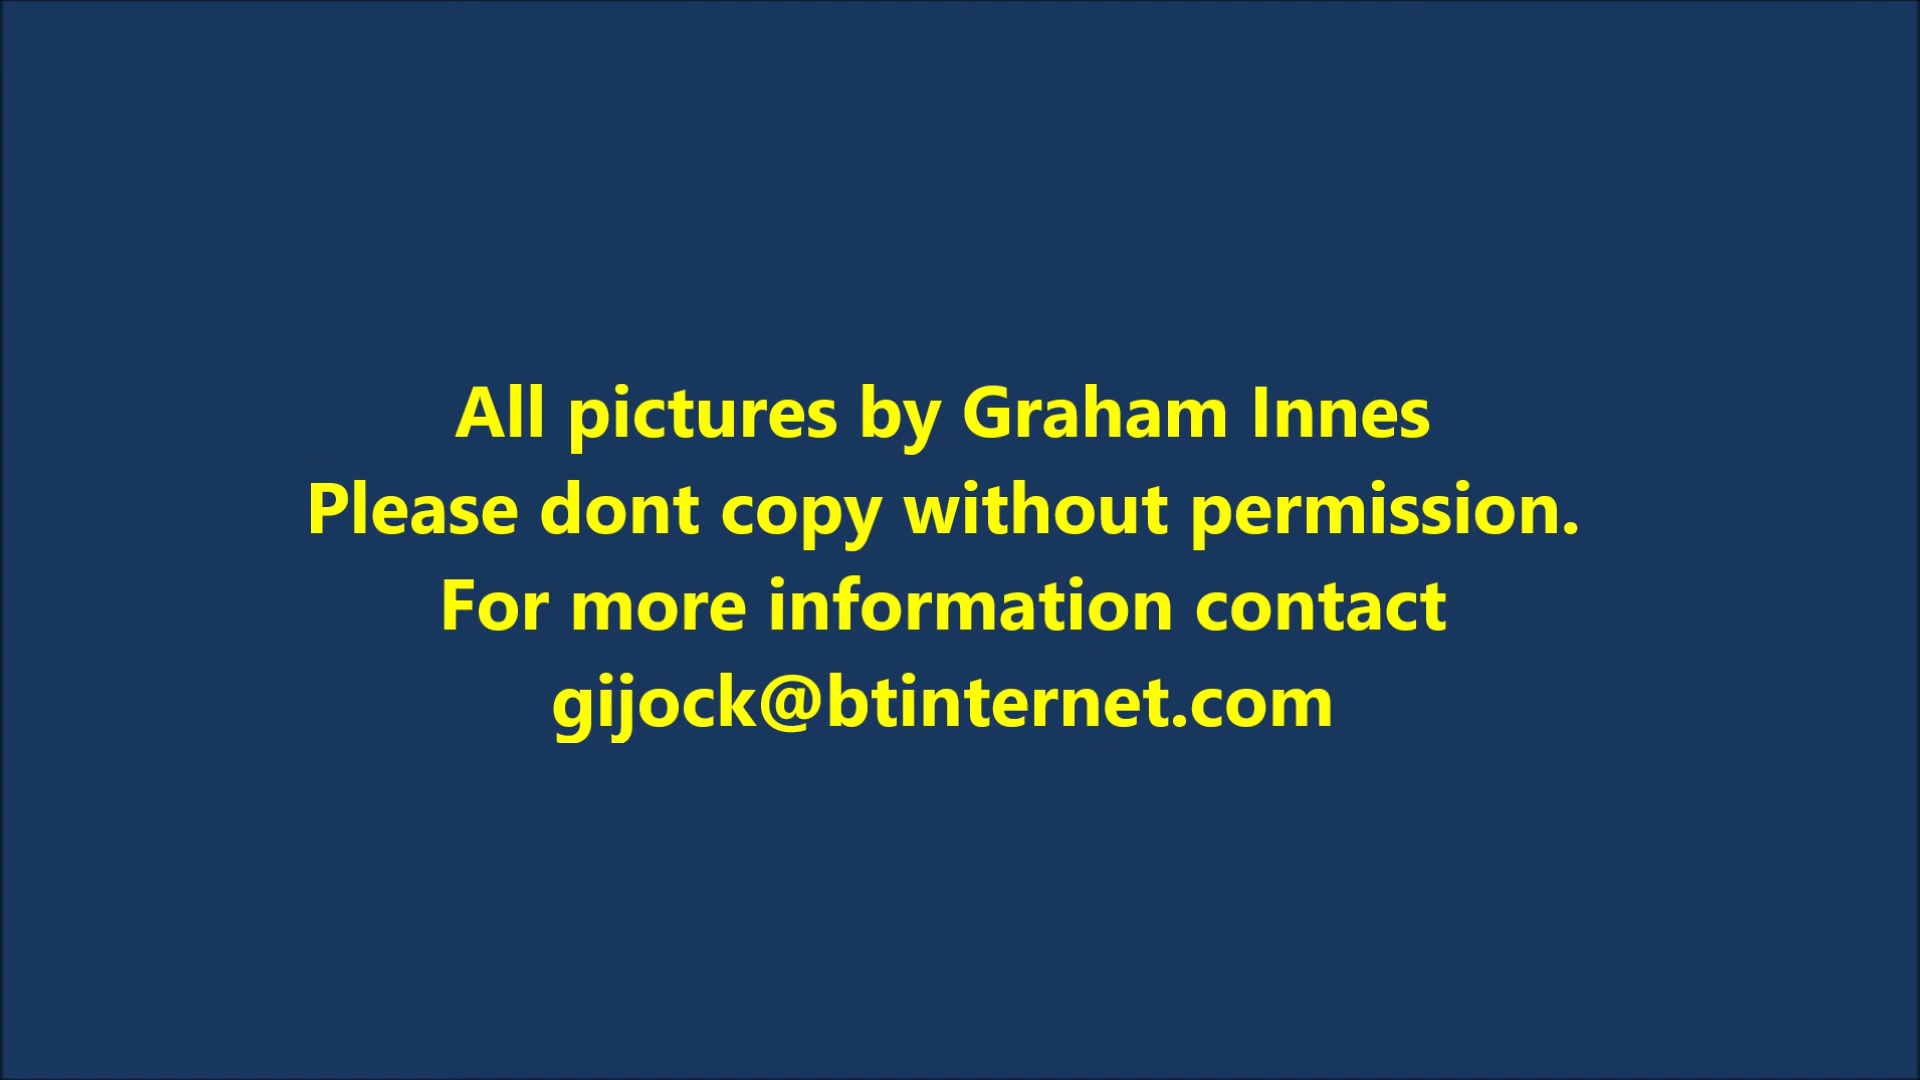 All pictures by Graham Innes
Please dont copy without permission.
For more information contact
gijock@btinternet.com